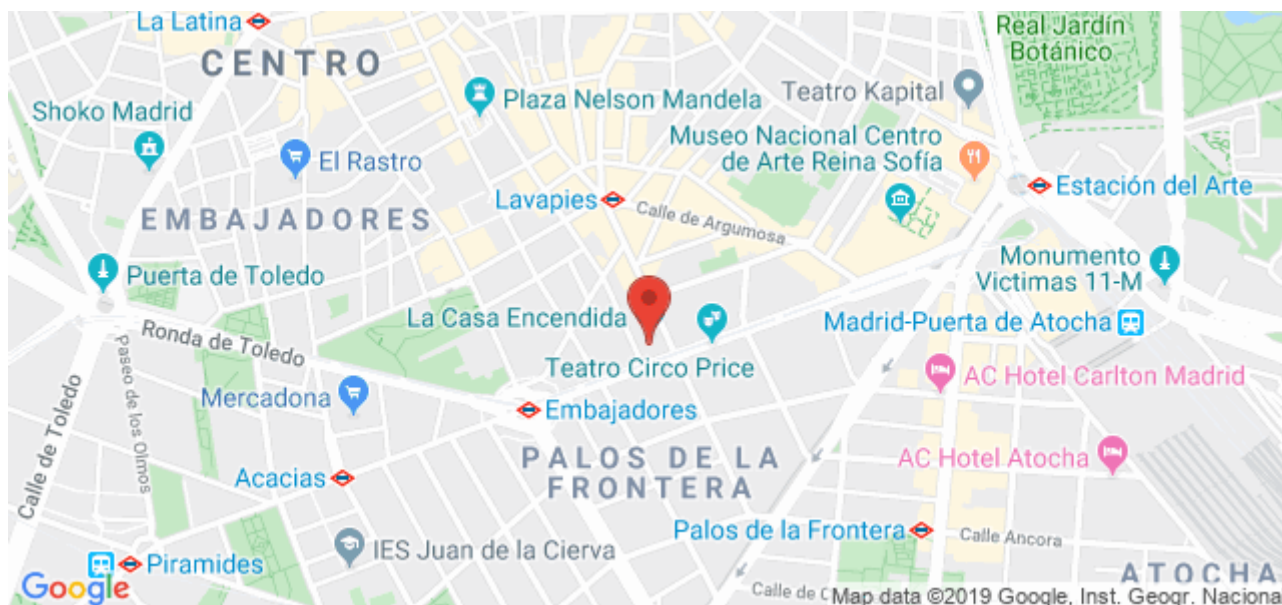 La Latina
CENTRO
Real Jardín
Botánico
Teatro Kapital
Plaza Nelson Mandela
Shoko Madrid
Museo Nacional Centro
de Arte Reina Sofía
El Rastro
Estación del Arte
Lavapies
Calle de Argumosa
EMBAJADORES
Monumento
Victimas 11-M
Puerta de Toledo
La Casa Encendida
Madrid-Puerta de Atocha
Ronda de Toledo
Teatro Circo Price
AC Hotel Carlton Madrid
Paseo de los Olmos
Mercadona
Embajadores
Calle de Toledo
PALOS DE LA
FRONTERA
AC Hotel Atocha
Acacias
Palos de la Frontera
Calle Ancora
IES Juan de la Cierva
Piramides
ATOCHA
Google
Calle de
Map data ©2019 Google, Inst. Geogr. Naciona